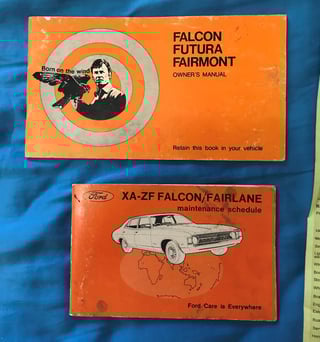 FALCON
FUTURA
FAIRMONT
OWNER'S MANUAL
Born on the wind
Retain this book in your vehicle
Ford
XA-ZF FALCON/FAIRLANE
maintenance schedule
Ford Care is Everywhere